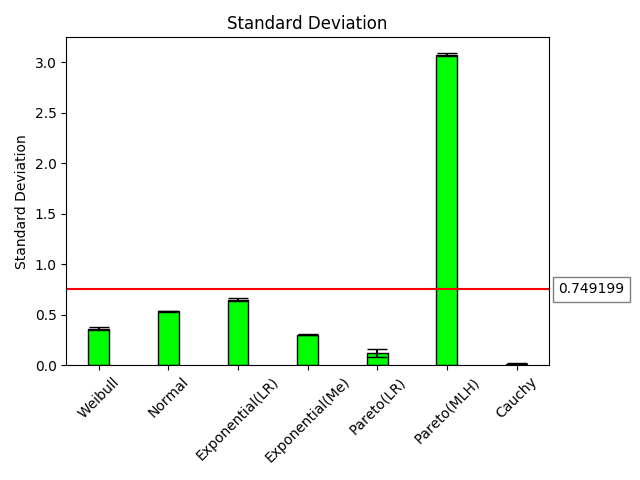 Standard Deviation
Standard Deviation
3.0
2.5
2.0
1.5
1.0
0.5
0.0
0.749199
Weibull
Normal
Exponential(LR)
Exponential(Me)
Pareto(LR)
Pareto(MLH)
Cauchy